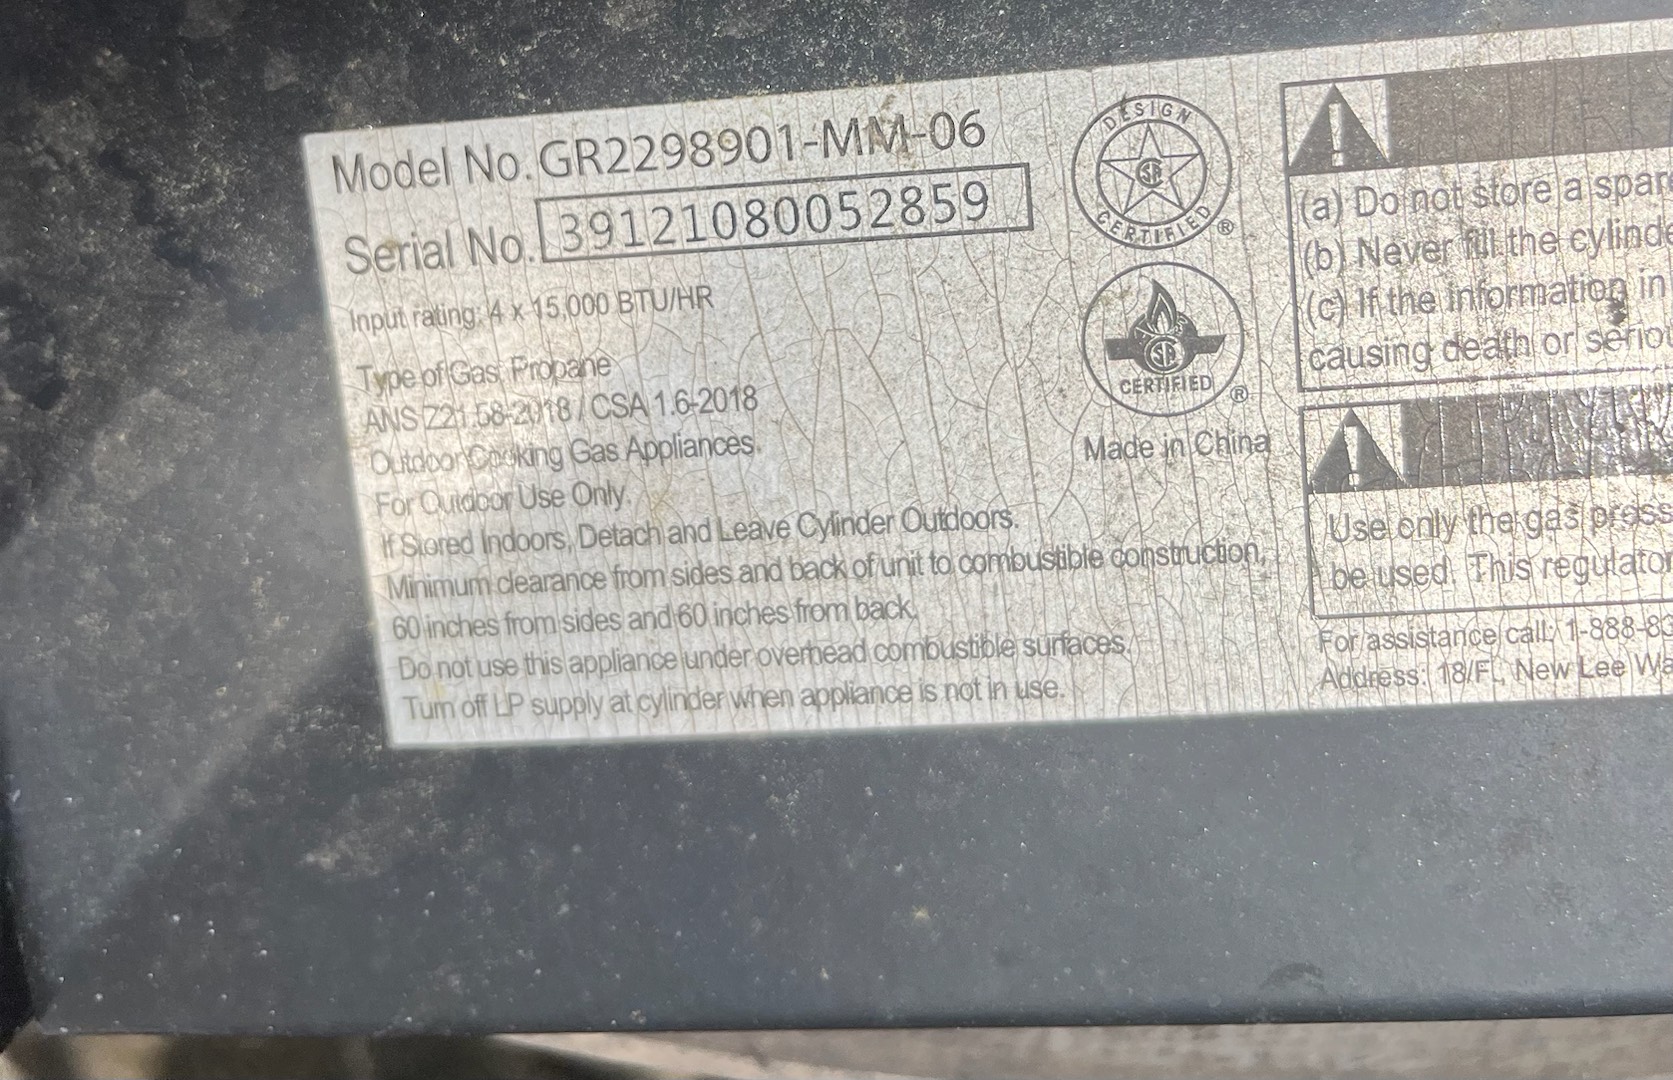 Model No. GR2298901-MM-06
Serial No. 39121080052859
Input rating: 4 x 15,000 BTU/HR
Type of Gas: Propane
ANS Z21.58-2018 / CSA 1.6-2018
Outdoor Cooking Gas Appliances.
For Outdoor Use Only.
If Stored Indoors, Detach and Leave Cylinder Outdoors.
Minimum clearance from sides and back of unit to combustible construction,
60 inches from sides and 60 inches from back.
Do not use this appliance under overhead combustible surfaces.
Turn off LP supply at cylinder when appliance is not in use.
DESIGN
CERTIFIED ®
CERTIFIED ®
Made in China
(a) Do not store a spar
(b) Never fill the cylinde
(c) If the information in
causing death or seriou
Use only the gas press
be used. This regulator
For assistance call: 1-888-83
Address: 18/F, New Lee Wa